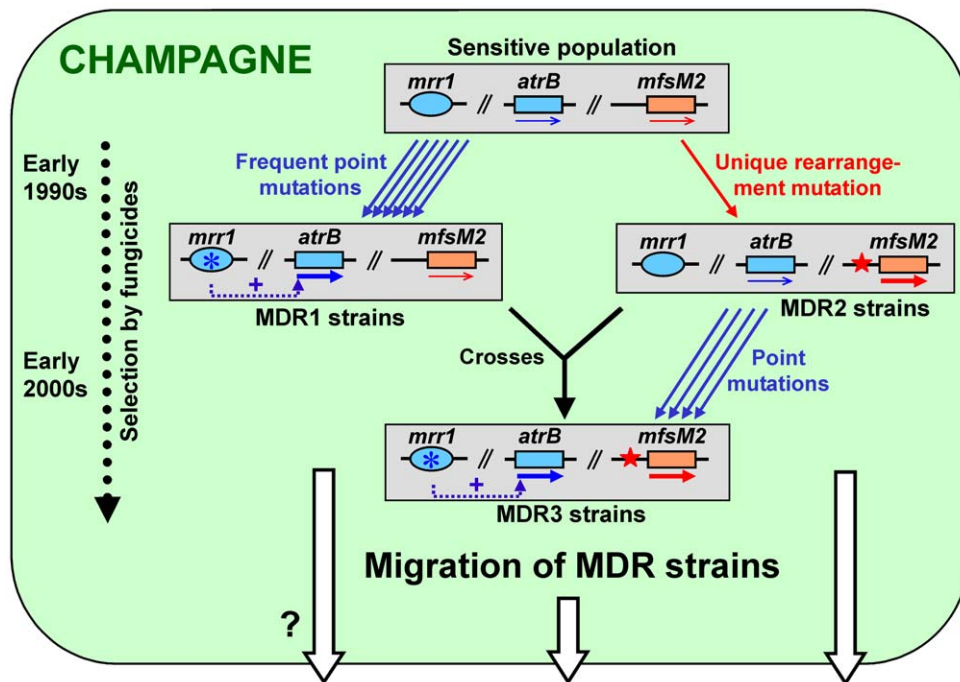 CHAMPAGNE
Sensitive population
mrr1 // atrB // mfsM2
Early
1990s
Selection by fungicides
Frequent point
mutations
Unique rearrange-
ment mutation
mrr1 // atrB // mfsM2
* +
MDR1 strains
mrr1 // atrB // mfsM2
MDR2 strains
Early
2000s
Crosses
Point
mutations
mrr1 // atrB // mfsM2
* +
MDR3 strains
Migration of MDR strains
?